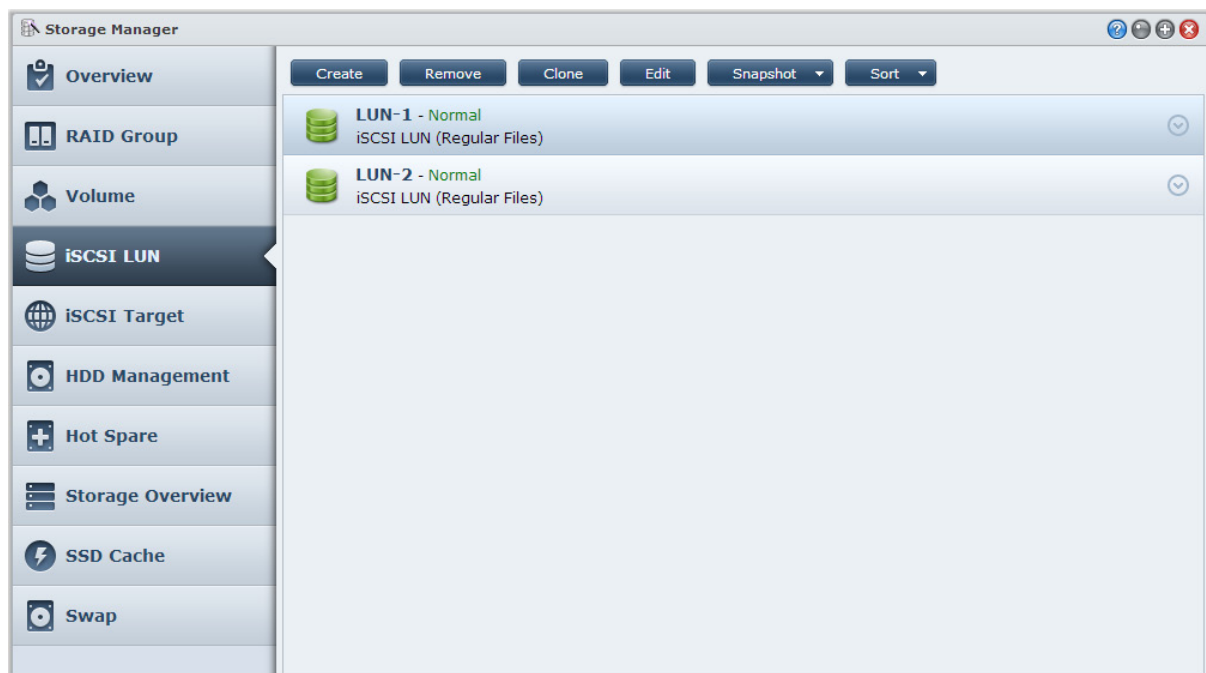 Storage Manager
Overview
RAID Group
Volume
iSCSI LUN
iSCSI Target
HDD Management
Hot Spare
Storage Overview
SSD Cache
Swap
Create Remove Clone Edit Snapshot Sort
LUN-1 - Normal
iSCSI LUN (Regular Files)
LUN-2 - Normal
iSCSI LUN (Regular Files)